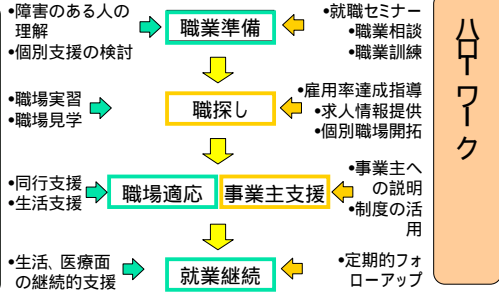 •障害のある人の
理解
•個別支援の検討
職業準備
•就職セミナー
•職業相談
•職業訓練
•職場実習
•職場見学
職探し
•雇用率達成指導
•求人情報提供
•個別職場開拓
•同行支援
•生活支援
職場適応
事業主支援
•事業主へ
の説明
•制度の活
用
•生活、医療面
の継続的支援
就業継続
•定期的フォ
ローアップ
ハローワーク